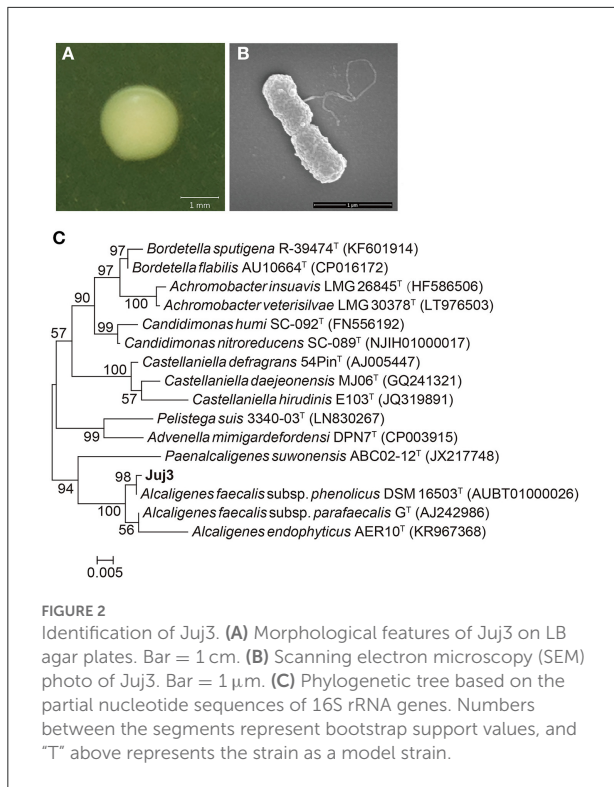 A
B
1 mm
1 µm
C
97
Bordetella sputigena R-39474ᵀ (KF601914)
97
Bordetella flabilis AU10664ᵀ (CP016172)
Achromobacter insuavis LMG 26845ᵀ (HF586506)
90
100
Achromobacter veterisilvae LMG 30378ᵀ (LT976503)
Candidimonas humi SC-092ᵀ (FN556192)
57
99
Candidimonas nitroreducens SC-089ᵀ (NJIH01000017)
Castellaniella defragrans 54Pinᵀ (AJ005447)
100
Castellaniella daejeonensis MJ06ᵀ (GQ241321)
57
Castellaniella hirudinis E103ᵀ (JQ319891)
Pelistega suis 3340-03ᵀ (LN830267)
99
Advenella mimigardefordensi DPN7ᵀ (CP003915)
Paenalcaligenes suwonensis ABC02-12ᵀ (JX217748)
94
98
Juj3
Alcaligenes faecalis subsp. phenolicus DSM 16503ᵀ (AUBT01000026)
100
Alcaligenes faecalis subsp. parafaecalis Gᵀ (AJ242986)
56
Alcaligenes endophyticus AER10ᵀ (KR967368)
0.005
FIGURE 2
Identification of Juj3. (A) Morphological features of Juj3 on LB
agar plates. Bar = 1 cm. (B) Scanning electron microscopy (SEM)
photo of Juj3. Bar = 1 µm. (C) Phylogenetic tree based on the
partial nucleotide sequences of 16S rRNA genes. Numbers
between the segments represent bootstrap support values, and
"T" above represents the strain as a model strain.